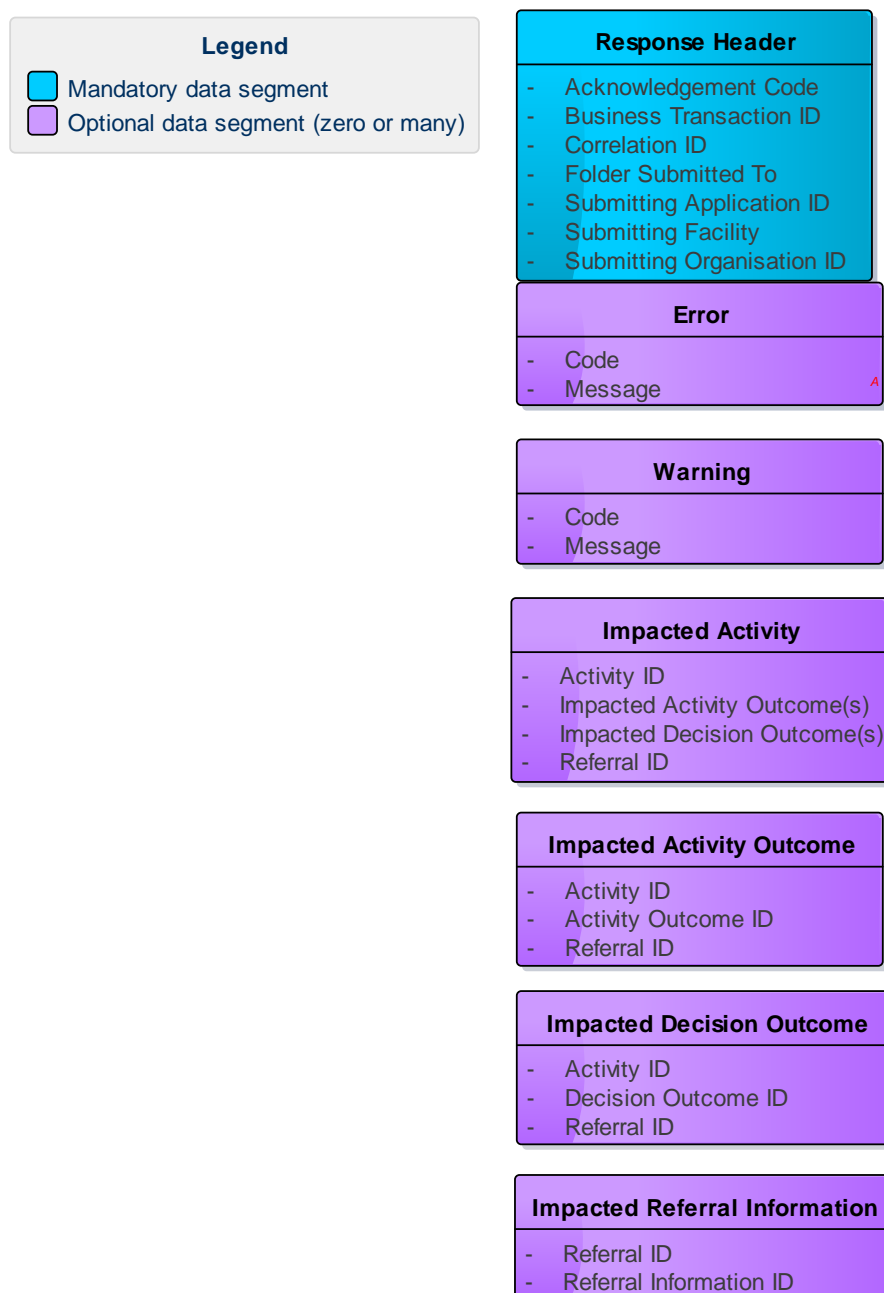 Legend
Mandatory data segment
Optional data segment (zero or many)
Response Header
- Acknowledgement Code
- Business Transaction ID
- Correlation ID
- Folder Submitted To
- Submitting Application ID
- Submitting Facility
- Submitting Organisation ID
Error
- Code
- Message
A
Warning
- Code
- Message
Impacted Activity
- Activity ID
- Impacted Activity Outcome(s)
- Impacted Decision Outcome(s)
- Referral ID
Impacted Activity Outcome
- Activity ID
- Activity Outcome ID
- Referral ID
Impacted Decision Outcome
- Activity ID
- Decision Outcome ID
- Referral ID
Impacted Referral Information
- Referral ID
- Referral Information ID